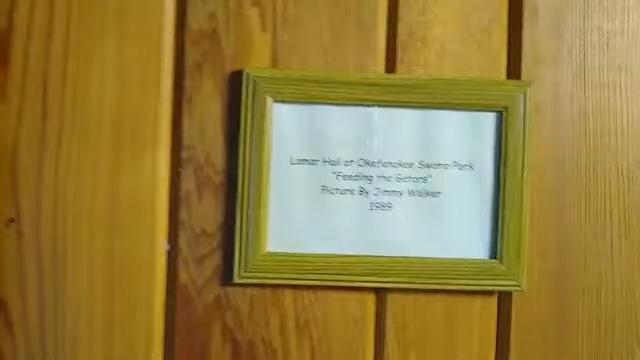 Lamar Hall at Okefenokee Swamp Park
"Feeding the Gators"
Picture By Jimmy Walker
1989